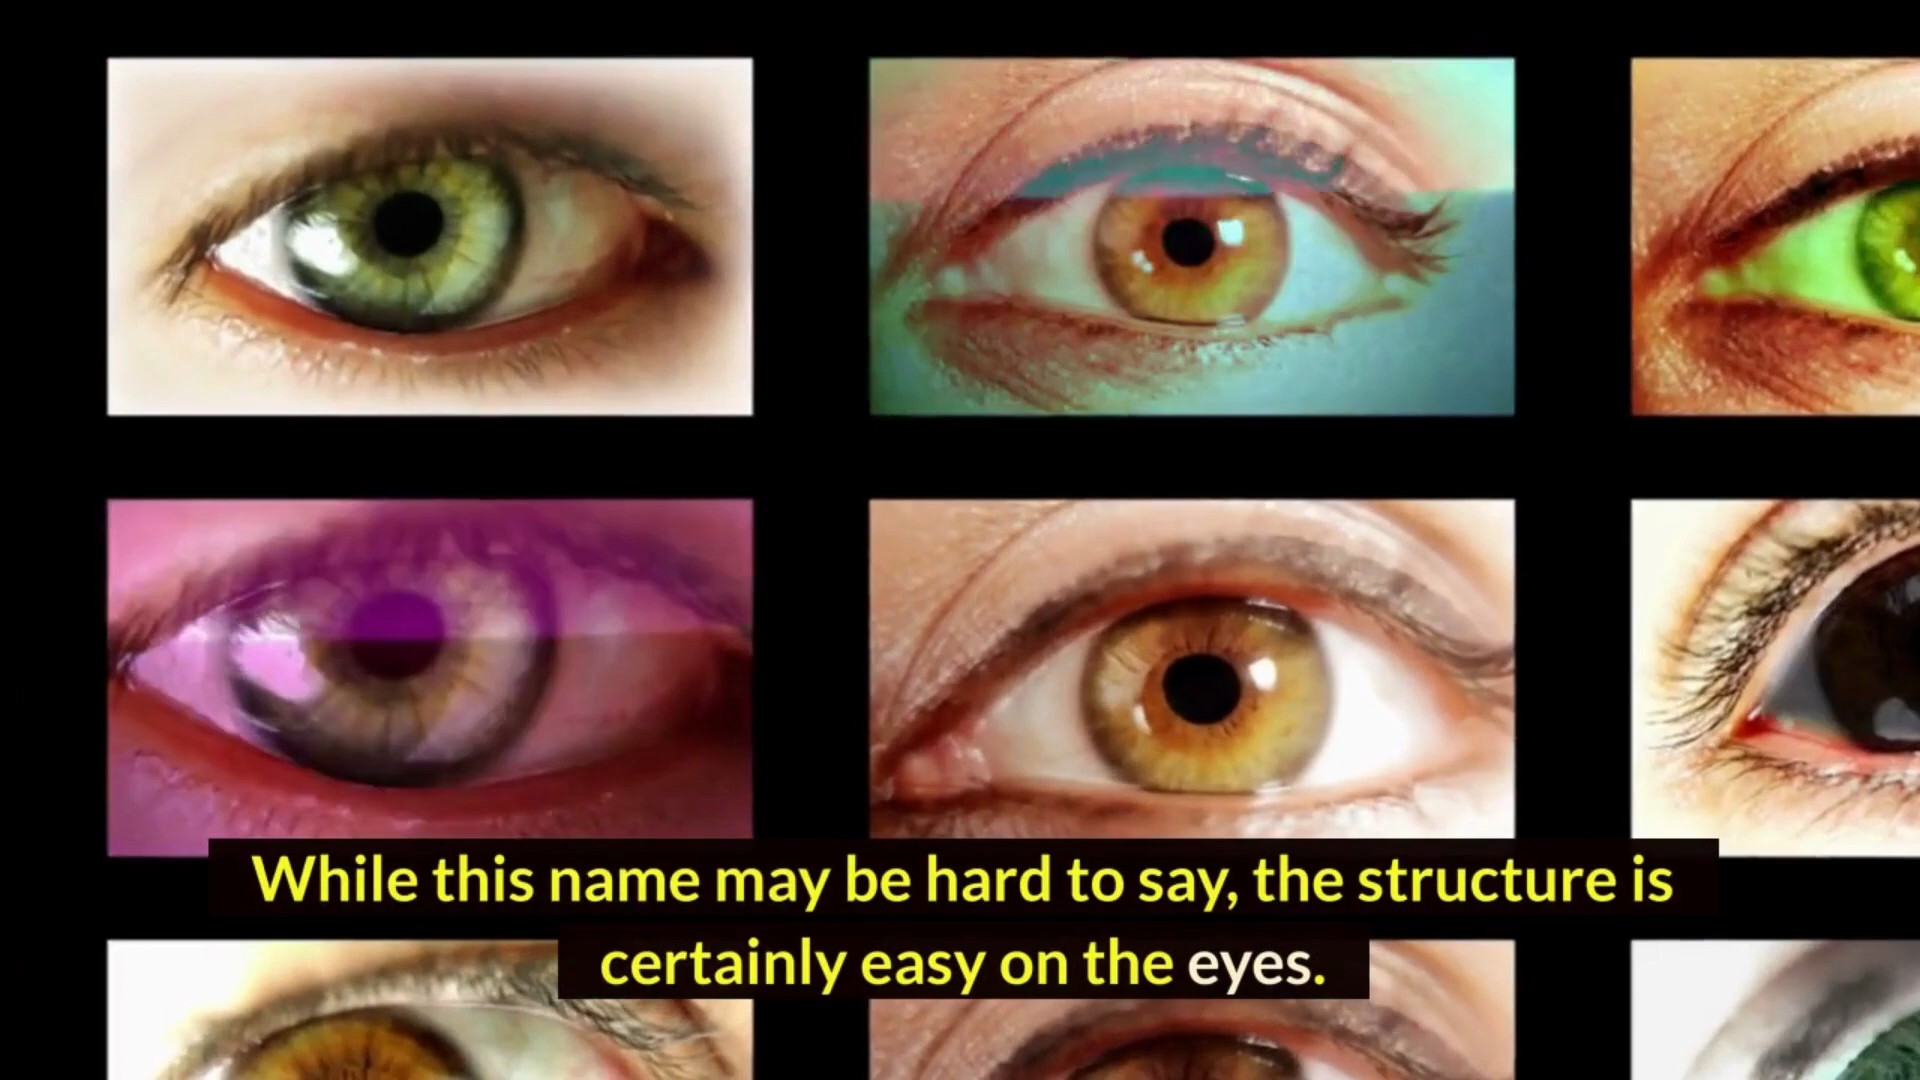 While this name may be hard to say, the structure is
certainly easy on the eyes.